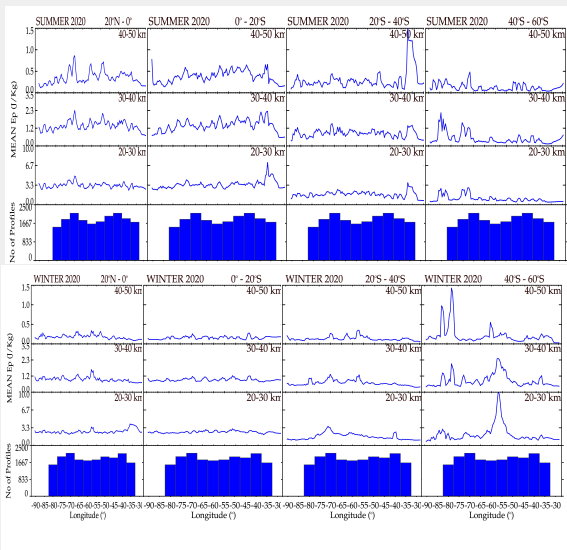 SUMMER 2020 20°N - 0° SUMMER 2020 0° - 20°S SUMMER 2020 20°S - 40°S SUMMER 2020 40°S - 60°S
1.5 40-50 km 40-50 km 40-50 km 40-50 km
1.0
0.5
0.0
3.5 30-40 km 30-40 km 30-40 km 30-40 km
2.3
1.2
0.0
MEAN Ep (J/Kg)
10.0 20-30 km 20-30 km 20-30 km 20-30 km
6.7
3.3
0.0
2500
1667
833
0
No of Profiles
WINTER 2020 20°N - 0° WINTER 2020 0° - 20°S WINTER 2020 20°S - 40°S WINTER 2020 40°S - 60°S
1.5 40-50 km 40-50 km 40-50 km 40-50 km
1.0
0.5
0.0
3.5 30-40 km 30-40 km 30-40 km 30-40 km
2.3
1.2
0.0
MEAN Ep (J/Kg)
10.0 20-30 km 20-30 km 20-30 km 20-30 km
6.7
3.3
0.0
2500
1667
833
0
No of Profiles
-90-85-80-75-70-65-60-55-50-45-40-35-30 -90-85-80-75-70-65-60-55-50-45-40-35-30 -90-85-80-75-70-65-60-55-50-45-40-35-30 -90-85-80-75-70-65-60-55-50-45-40-35-30
Longitude (°) Longitude (°) Longitude (°) Longitude (°)